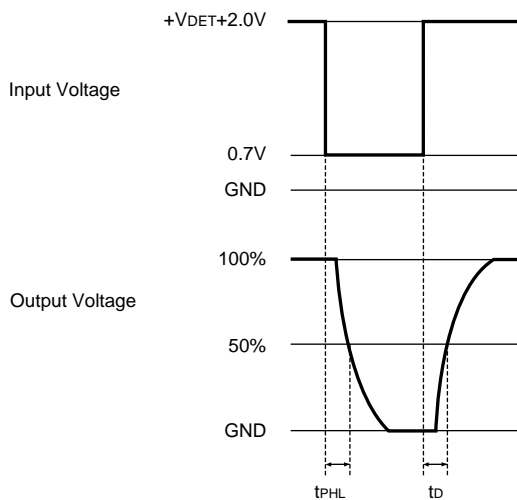 +VDET+2.0V
Input Voltage
0.7V
GND
100%
Output Voltage
50%
GND
tPHL
tD